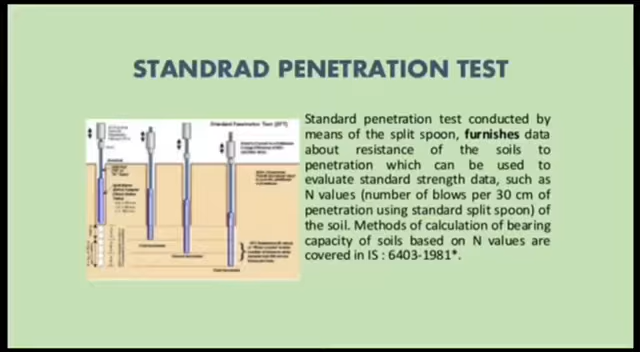 STANDRAD PENETRATION TEST
Standard Penetration Test (SPT)
Standard penetration test conducted by
means of the split spoon, furnishes data
about resistance of the soils to
penetration which can be used to
evaluate standard strength data, such as
N values (number of blows per 30 cm of
penetration using standard split spoon) of
the soil. Methods of calculation of bearing
capacity of soils based on N values are
covered in IS : 6403-1981*.